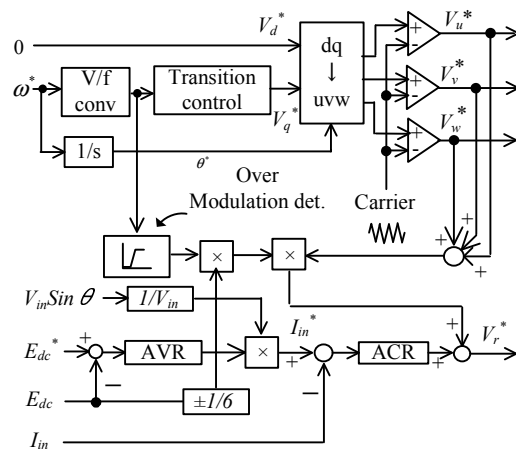 0
V_d^*
dq
↓
uvw
+
−
V_u^*
ω^*
V/f
conv
Transition
control
V_q^*
+
−
V_v^*
+
−
V_w^*
1/s
θ^*
Over
Modulation det.
Carrier
+
+
+
×
×
V_in Sin θ
1/V_in
I_in^*
E_dc^*
+
−
AVR
×
+
−
ACR
+
+
V_r^*
E_dc
±1/6
I_in